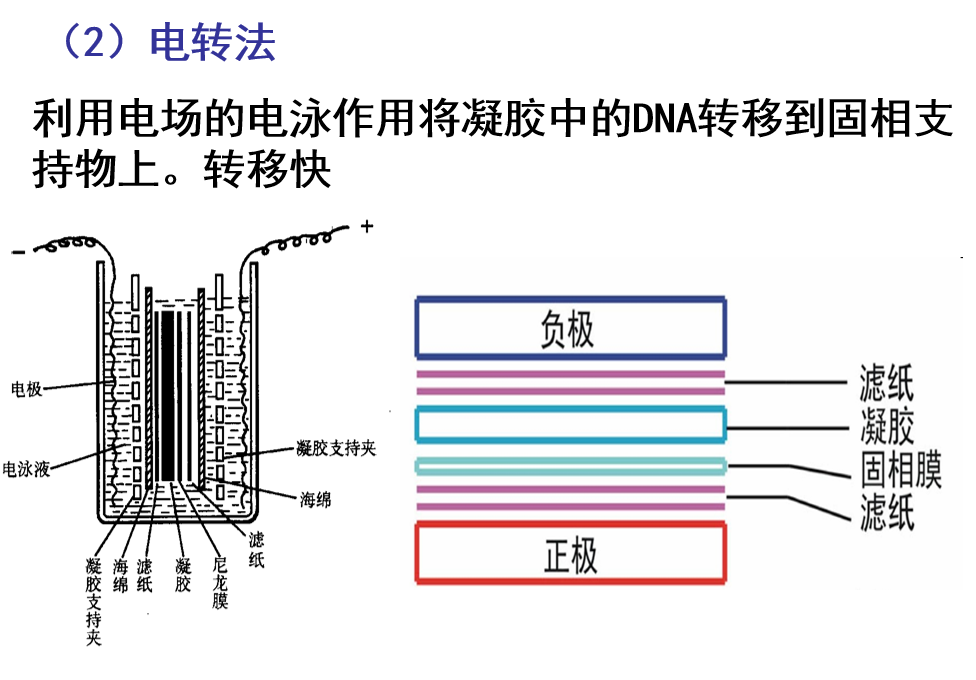 （2）电转法
利用电场的电泳作用将凝胶中的DNA转移到固相支
持物上。转移快
－
＋
电极
电泳液
凝胶支持夹
海绵
凝胶支持夹
海绵
滤纸
凝胶
尼龙膜
滤纸
负极
滤纸
凝胶
固相膜
滤纸
正极